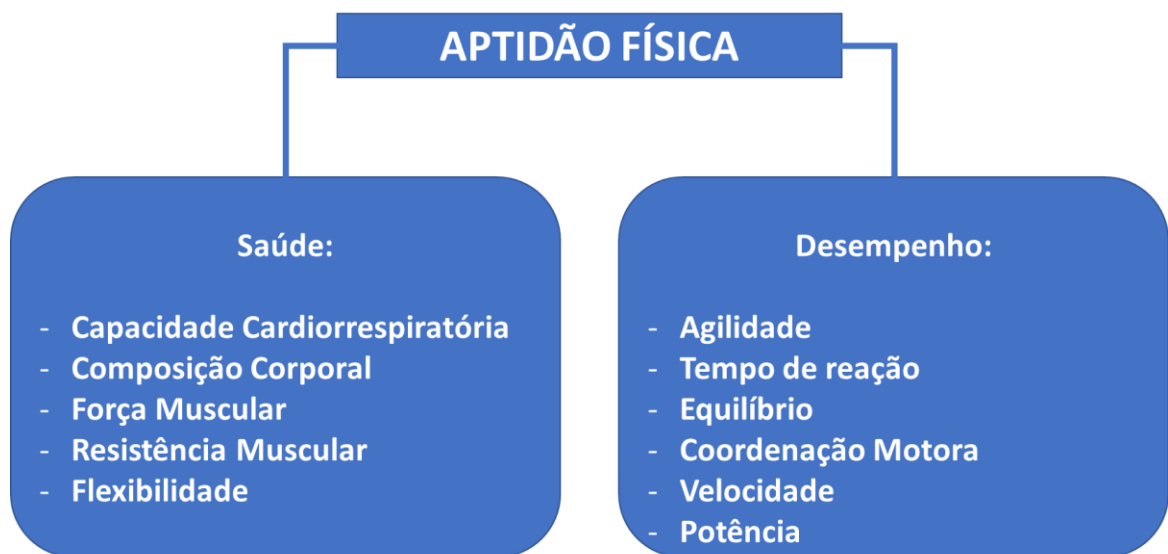 APTIDÃO FÍSICA
Saúde:
- Capacidade Cardiorrespiratória
- Composição Corporal
- Força Muscular
- Resistência Muscular
- Flexibilidade
Desempenho:
- Agilidade
- Tempo de reação
- Equilíbrio
- Coordenação Motora
- Velocidade
- Potência